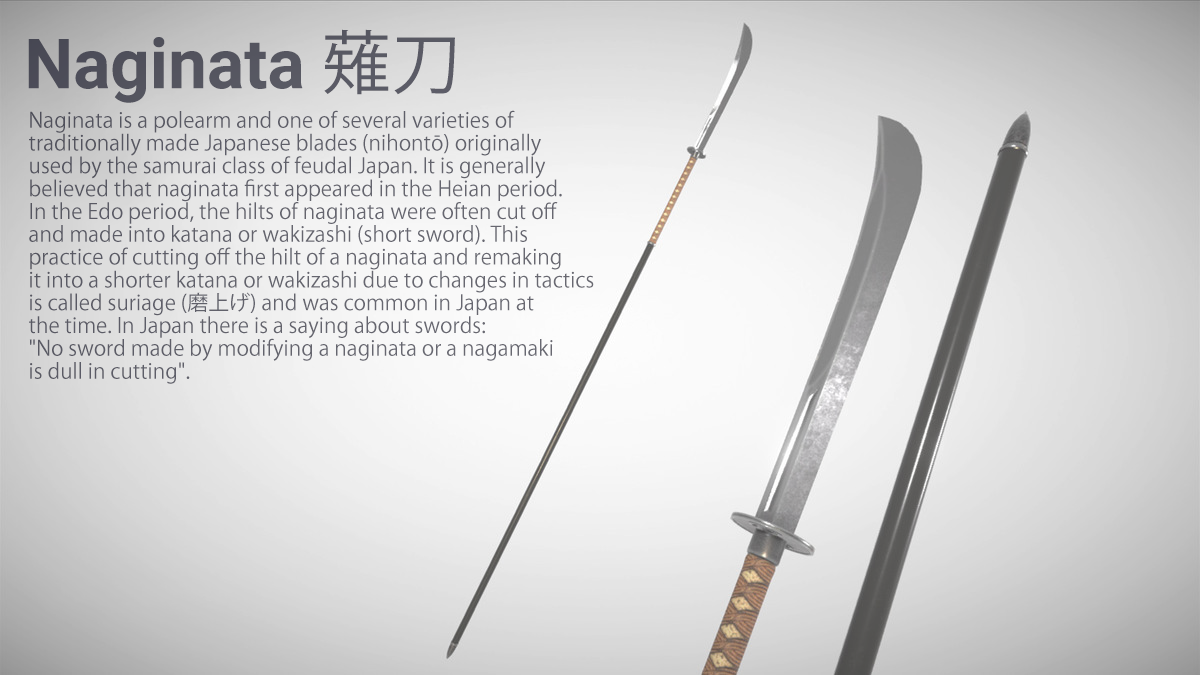 Naginata 薙刀
Naginata is a polearm and one of several varieties of
traditionally made Japanese blades (nihontō) originally
used by the samurai class of feudal Japan. It is generally
believed that naginata first appeared in the Heian period.
In the Edo period, the hilts of naginata were often cut off
and made into katana or wakizashi (short sword). This
practice of cutting off the hilt of a naginata and remaking
it into a shorter katana or wakizashi due to changes in tactics
is called suriage (磨上げ) and was common in Japan at
the time. In Japan there is a saying about swords:
"No sword made by modifying a naginata or a nagamaki
is dull in cutting".